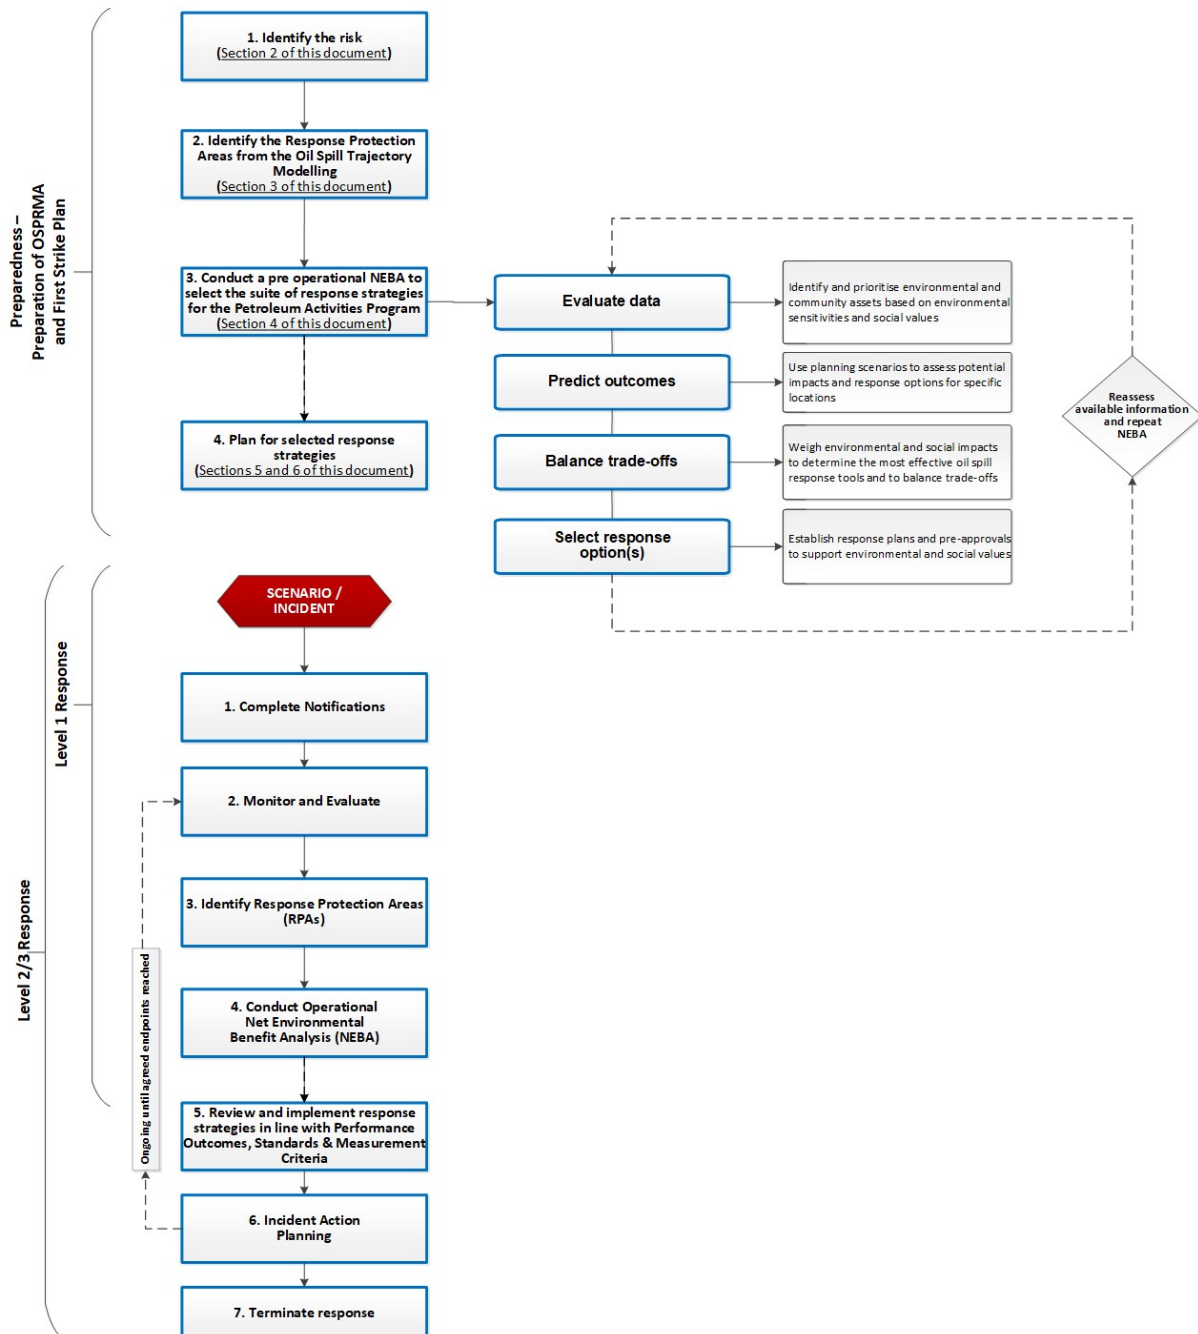 Preparedness –
Preparation of OSPRMA
and First Strike Plan
1. Identify the risk
(Section 2 of this document)
2. Identify the Response Protection
Areas from the Oil Spill Trajectory
Modelling
(Section 3 of this document)
3. Conduct a pre operational NEBA to
select the suite of response strategies
for the Petroleum Activities Program
(Section 4 of this document)
4. Plan for selected response
strategies
(Sections 5 and 6 of this document)
Evaluate data
Identify and prioritise environmental and
community assets based on environmental
sensitivities and social values
Predict outcomes
Use planning scenarios to assess potential
impacts and response options for specific
locations
Balance trade-offs
Weigh environmental and social impacts
to determine the most effective oil spill
response tools and to balance trade-offs
Select response
option(s)
Establish response plans and pre-approvals
to support environmental and social values
Reassess
available information
and repeat
NEBA
Level 1 Response
Level 2/3 Response
SCENARIO /
INCIDENT
1. Complete Notifications
2. Monitor and Evaluate
3. Identify Response Protection Areas
(RPAs)
4. Conduct Operational
Net Environmental
Benefit Analysis (NEBA)
5. Review and implement response
strategies in line with Performance
Outcomes, Standards & Measurement
Criteria
6. Incident Action
Planning
7. Terminate response
Ongoing until agreed endpoints reached